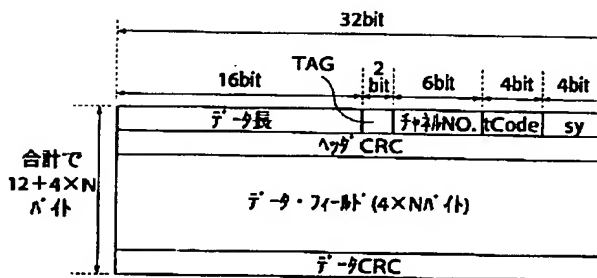 32bit
TAG
16bit
2
bit
6bit
4bit
4bit
データ長
チャネルNO.
tCode
sy
ヘッダCRC
合計で
12+4×N
バイト
データ・フィールド(4×Nバイト)
データCRC